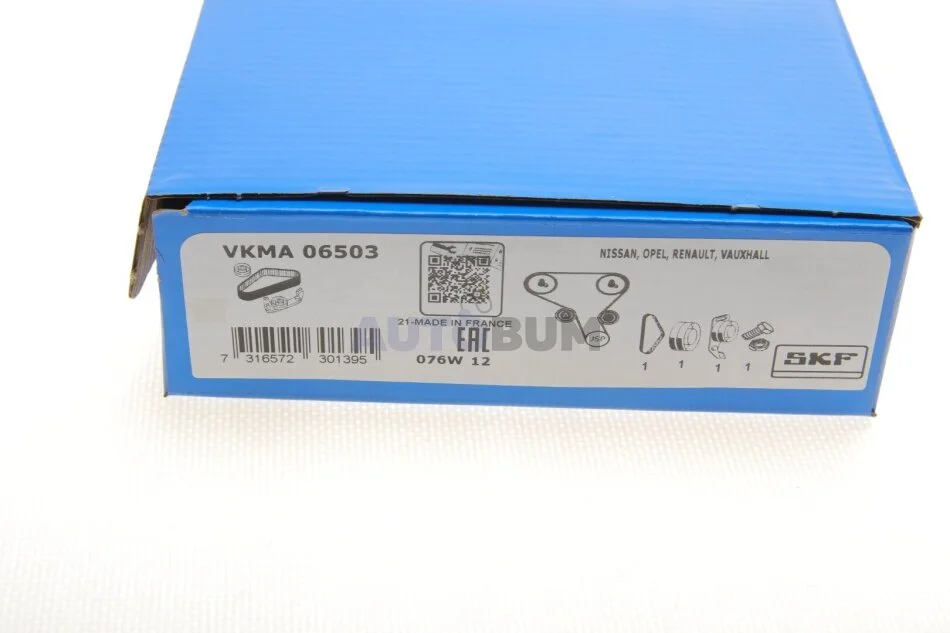 VKMA 06503
NISSAN, OPEL, RENAULT, VAUXHALL
21-MADE IN FRANCE
EAC
076W 12
7 316572 301395
JSP
1 1 1 1
SKF
AUTOBUM